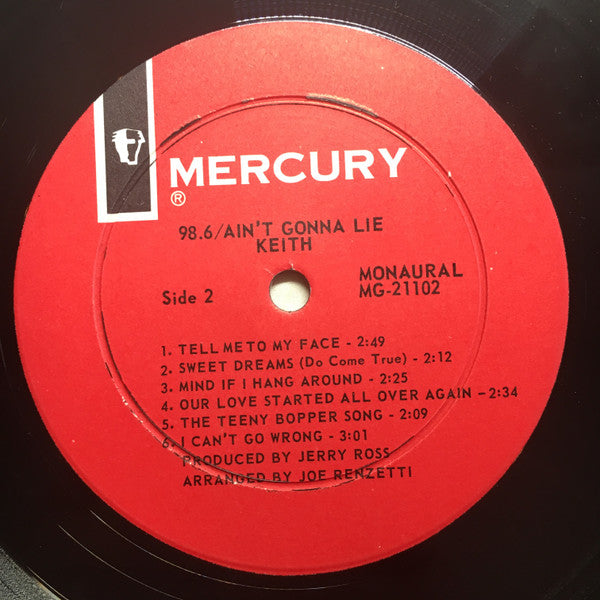 MERCURY
®
98.6/AIN'T GONNA LIE
KEITH
Side 2
MONAURAL
MG-21102
1. TELL ME TO MY FACE - 2:49
2. SWEET DREAMS (Do Come True) - 2:12
3. MIND IF I HANG AROUND - 2:25
4. OUR LOVE STARTED ALL OVER AGAIN - 2:34
5. THE TEENY BOPPER SONG - 2:09
6. I CAN'T GO WRONG - 3:01
PRODUCED BY JERRY ROSS
ARRANGED BY JOE RENZETTI